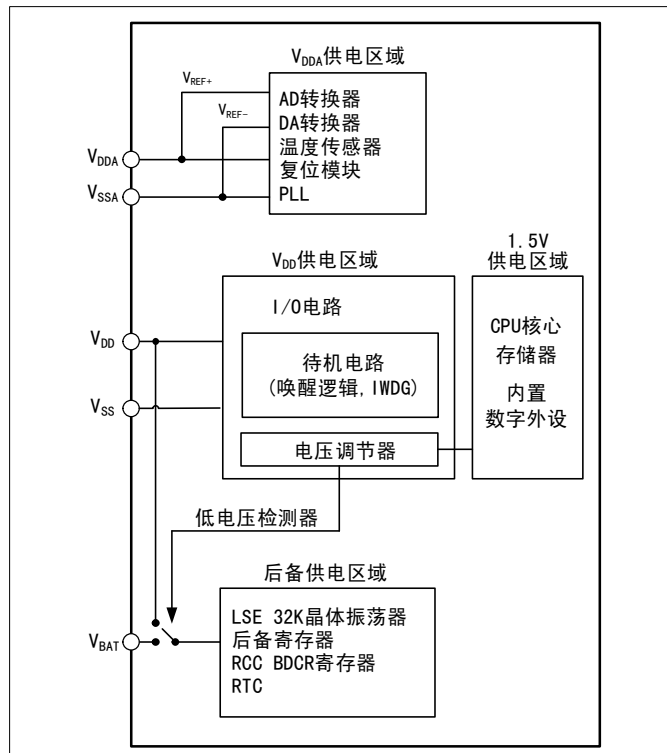 VDDA供电区域
VREF+
VREF-
AD转换器
DA转换器
温度传感器
复位模块
PLL
VDDA
VSSA
1.5V
供电区域
VDD供电区域
I/O电路
CPU核心
存储器
内置
数字外设
待机电路
(唤醒逻辑,IWDG)
VDD
VSS
电压调节器
低电压检测器
后备供电区域
LSE 32K晶体振荡器
后备寄存器
RCC BDCR寄存器
RTC
VBAT